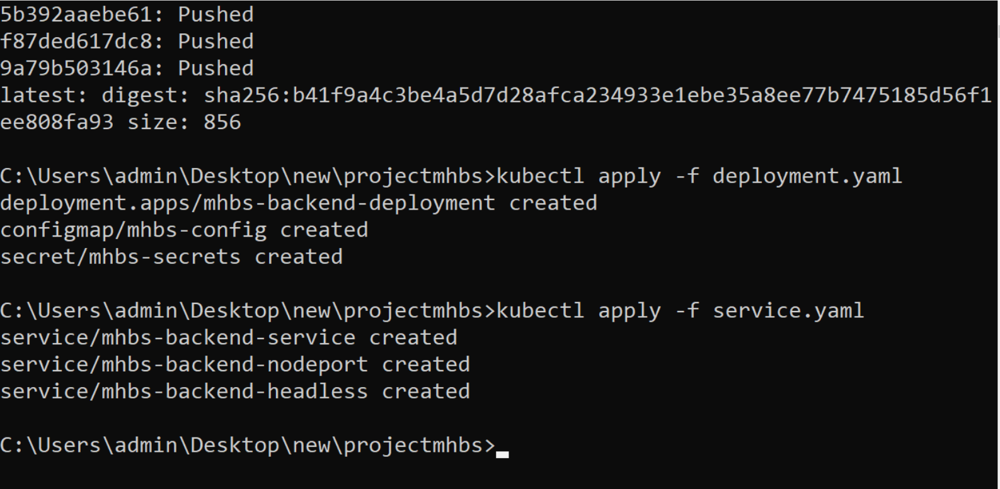 5b392aaebe61: Pushed
f87ded617dc8: Pushed
9a79b503146a: Pushed
latest: digest: sha256:b41f9a4c3be4a5d7d28afca234933e1ebe35a8ee77b7475185d56f1
ee808fa93 size: 856
C:\Users\admin\Desktop\new\projectmhbs>kubectl apply -f deployment.yaml
deployment.apps/mhbs-backend-deployment created
configmap/mhbs-config created
secret/mhbs-secrets created
C:\Users\admin\Desktop\new\projectmhbs>kubectl apply -f service.yaml
service/mhbs-backend-service created
service/mhbs-backend-nodeport created
service/mhbs-backend-headless created
C:\Users\admin\Desktop\new\projectmhbs>